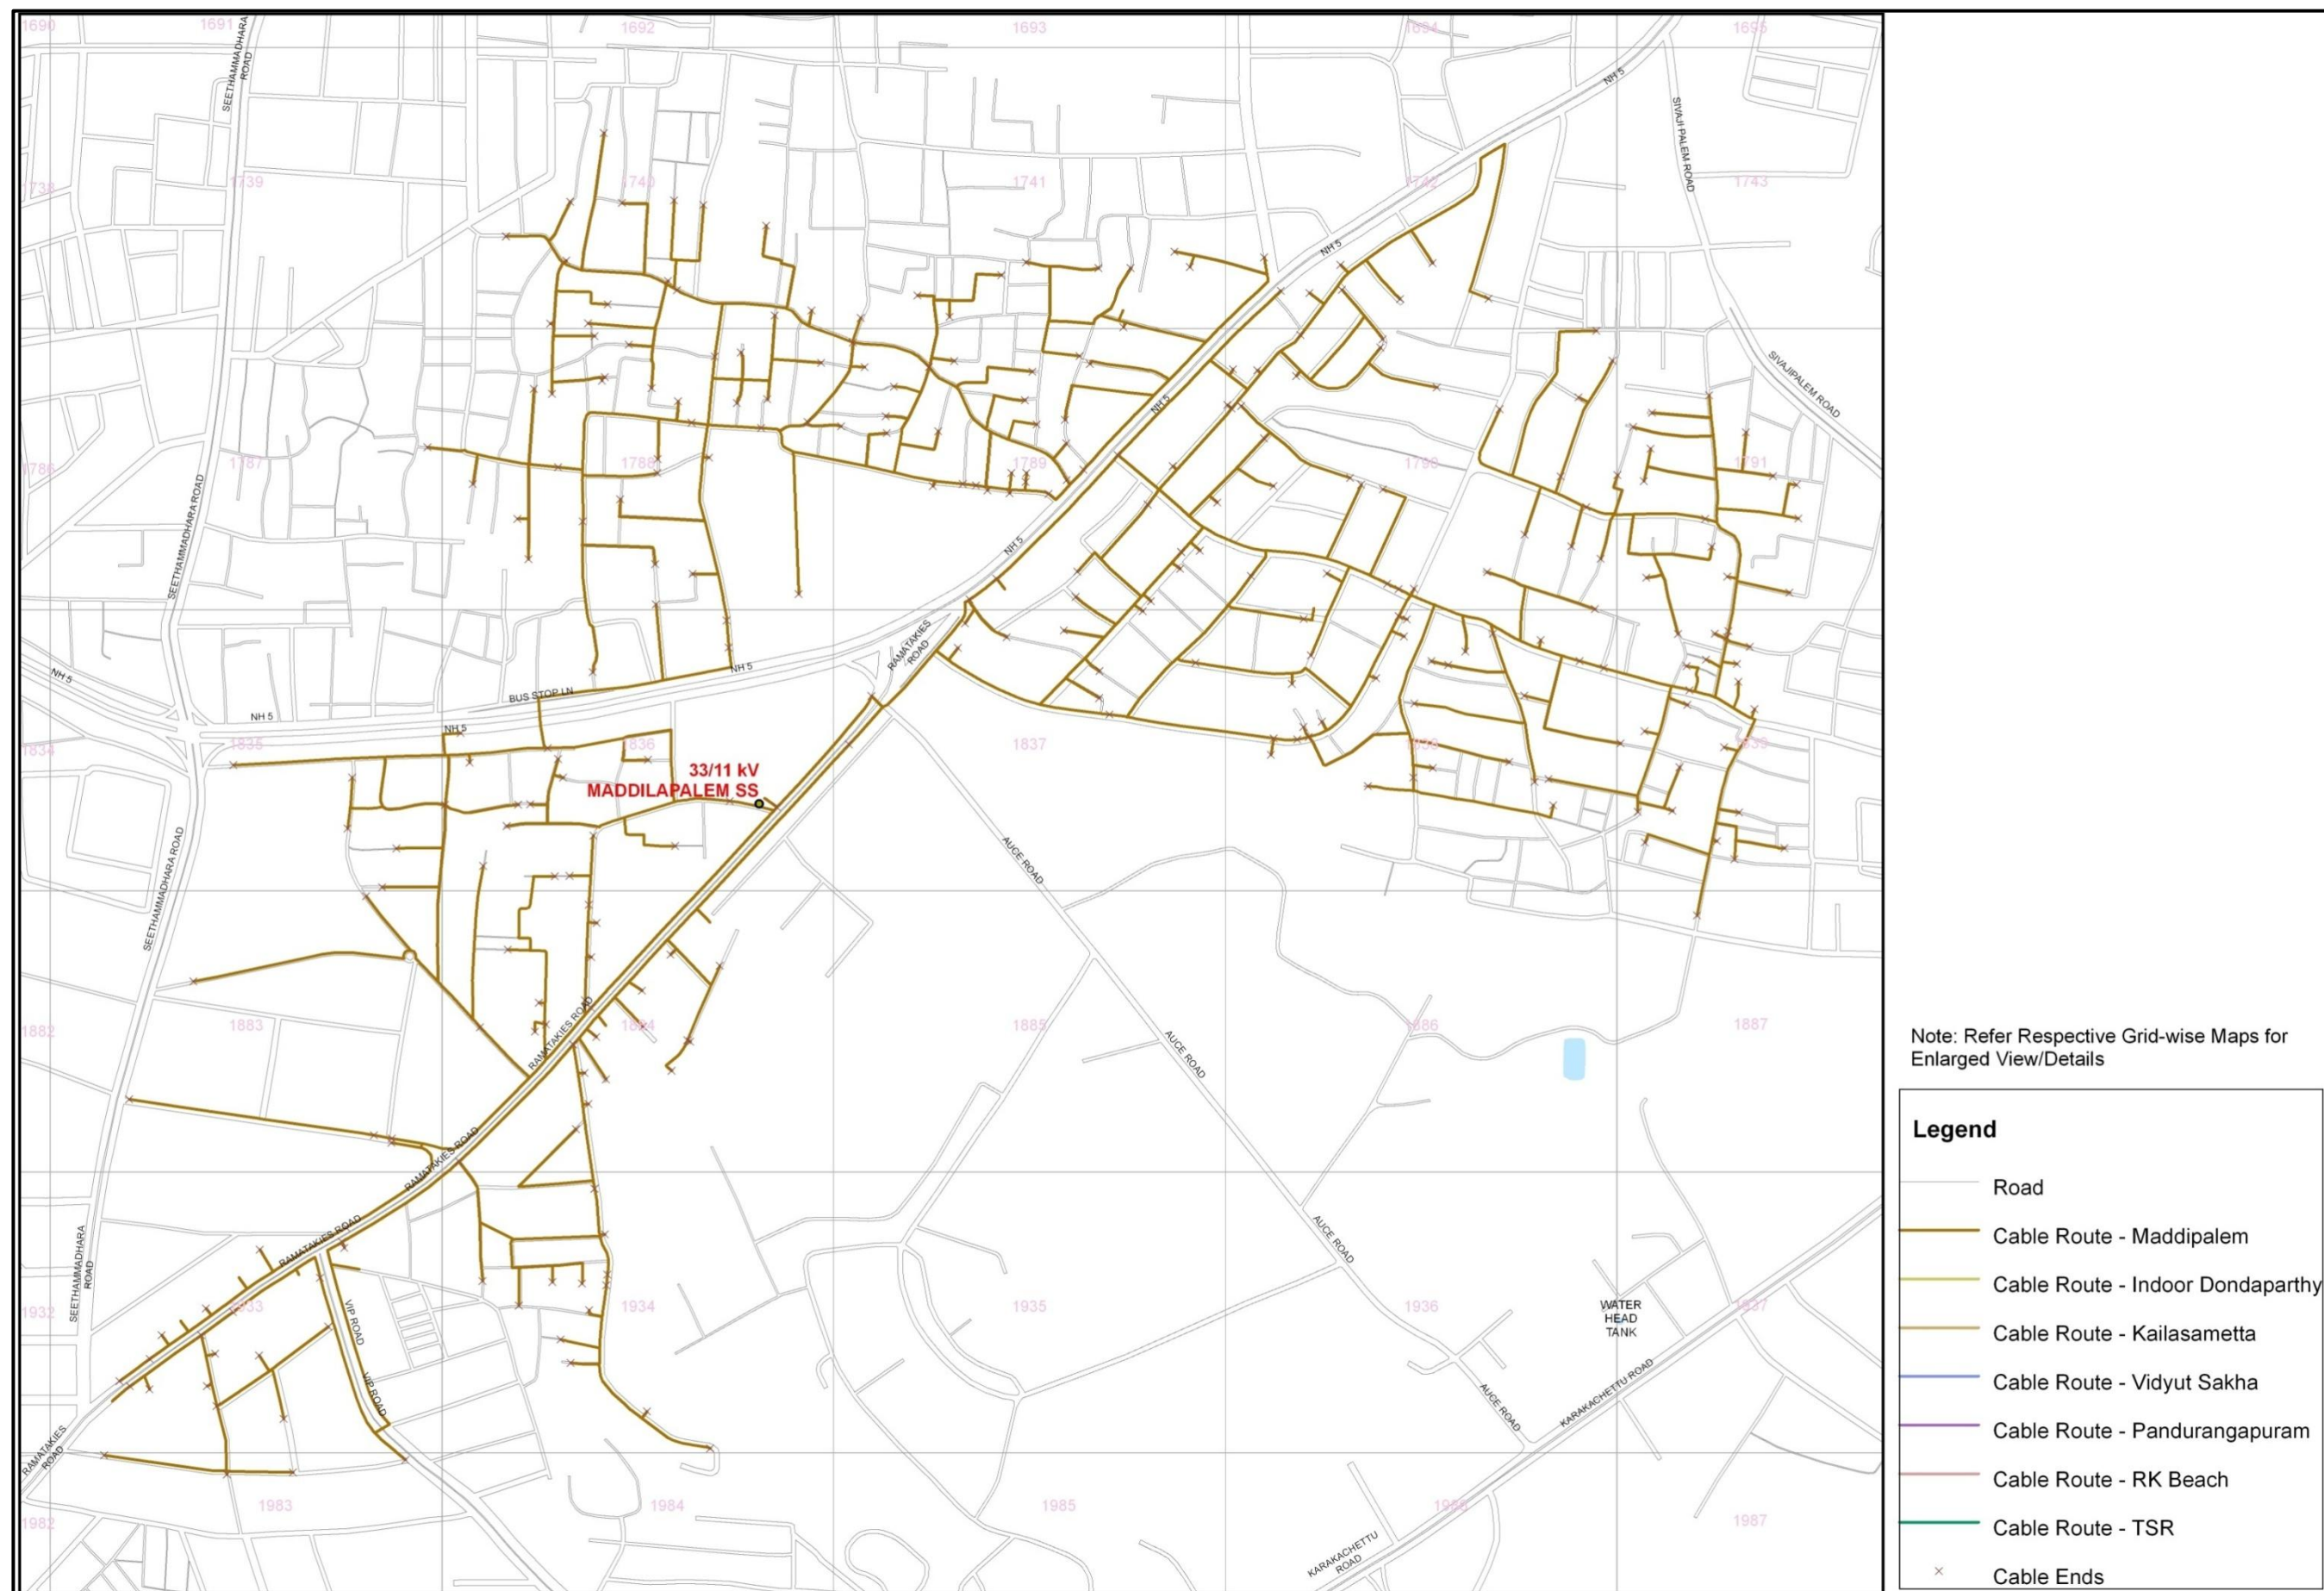 1690
1691
1692
1693
1694
1695
SEETHAMMADHARA
ROAD
NH 5
SIVAJI PALEM ROAD
1738
1739
1740
1741
1742
1743
NH 5
SIVAJIPALEM ROAD
NH 5
1786
1787
1788
1789
1790
1791
SEETHAMMADHARA ROAD
NH 5
RAMATAKIES
ROAD
NH 5
NH 5
BUS STOP LN
NH 5
NH 5
1834
1835
1836
1837
1838
1839
33/11 kV
MADDILAPALEM SS
SEETHAMMADHARA ROAD
AUCE ROAD
1882
1883
1884
1885
1886
1887
RAMATAKIES ROAD
AUCE ROAD
RAMATAKIES ROAD
SEETHAMMADHARA
ROAD
RAMATAKIES ROAD
AUCE ROAD
1932
1933
1934
1935
1936
1937
VIP ROAD
VIP ROAD
WATER
HEAD
TANK
AUCE ROAD
KARAKACHETTU ROAD
RAMATAKIES
ROAD
1982
1983
1984
1985
1986
1987
KARAKACHETTU
ROAD
Note: Refer Respective Grid-wise Maps for
Enlarged View/Details
Legend
Road
Cable Route - Maddipalem
Cable Route - Indoor Dondaparthy
Cable Route - Kailasametta
Cable Route - Vidyut Sakha
Cable Route - Pandurangapuram
Cable Route - RK Beach
Cable Route - TSR
Cable Ends